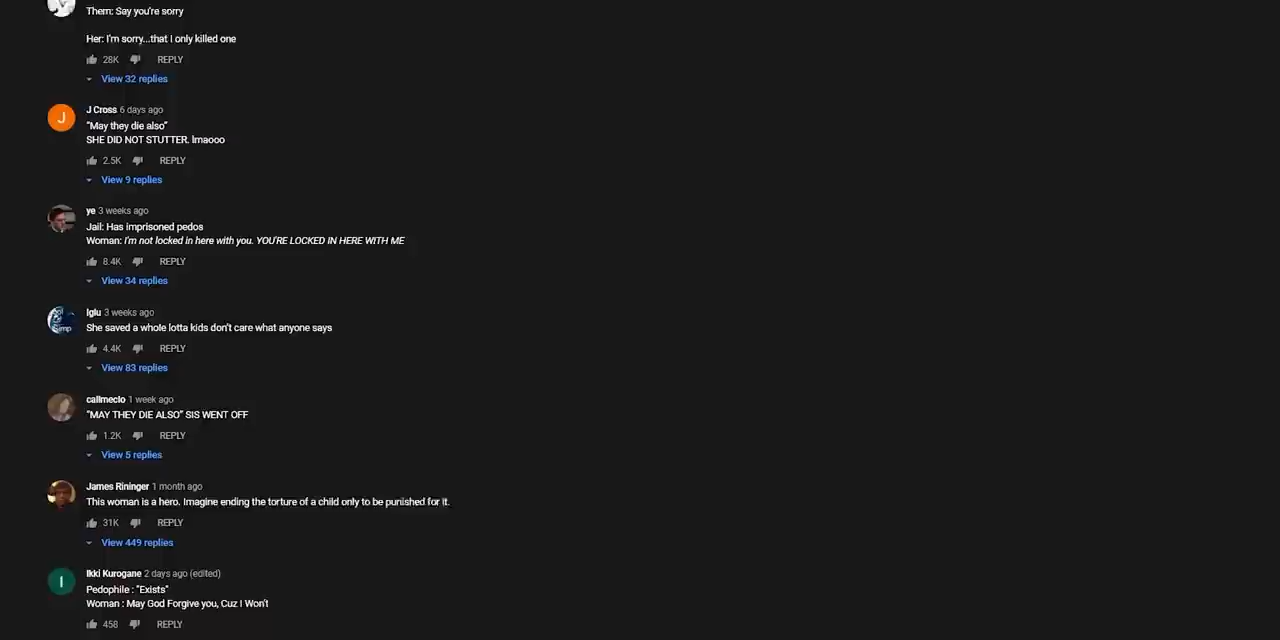 Them: Say you're sorry
Her: I'm sorry...that I only killed one
28K REPLY
View 32 replies
J
J Cross 6 days ago
"May they die also"
SHE DID NOT STUTTER. lmaooo
2.5K REPLY
View 9 replies
ye 3 weeks ago
Jail: Has imprisoned pedos
Woman: I'm not locked in here with you. YOU'RE LOCKED IN HERE WITH ME
8.4K REPLY
View 34 replies
Iglu 3 weeks ago
She saved a whole lotta kids don't care what anyone says
4.4K REPLY
View 83 replies
callmeclo 1 week ago
"MAY THEY DIE ALSO" SIS WENT OFF
1.2K REPLY
View 5 replies
James Rininger 1 month ago
This woman is a hero. Imagine ending the torture of a child only to be punished for it.
31K REPLY
View 449 replies
I
Ikki Kurogane 2 days ago (edited)
Pedophile : "Exists"
Woman : May God Forgive you, Cuz I Won't
458 REPLY